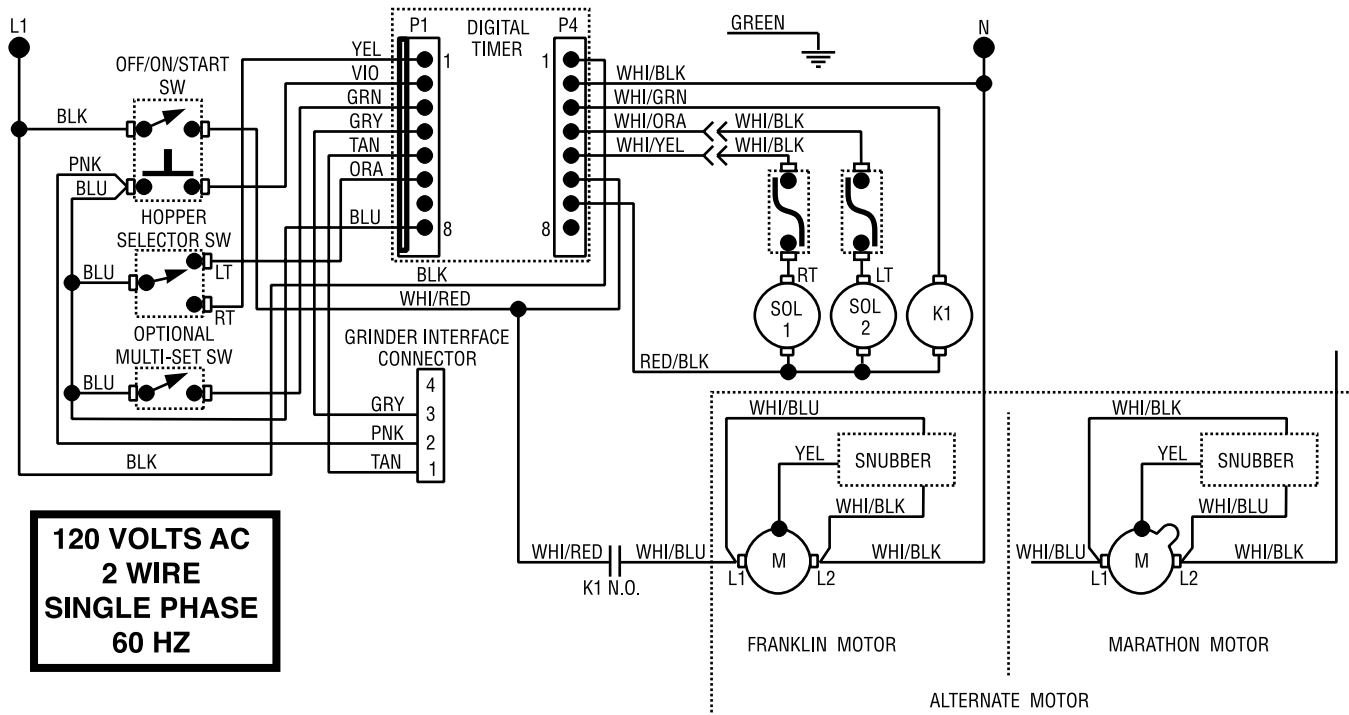 L1
P1
DIGITAL
TIMER
P4
GREEN
N
OFF/ON/START
SW
YEL
1
1
VIO
WHI/BLK
GRN
WHI/GRN
BLK
GRY
WHI/ORA
WHI/BLK
TAN
WHI/YEL
WHI/BLK
PNK
ORA
BLU
HOPPER
SELECTOR SW
BLU
8
8
BLU
LT
BLK
RT
LT
RT
WHI/RED
SOL
1
SOL
2
K1
OPTIONAL
MULTI-SET SW
GRINDER INTERFACE
CONNECTOR
RED/BLK
BLU
4
GRY
3
PNK
2
BLK
TAN
1
WHI/BLU
WHI/BLK
YEL
SNUBBER
YEL
SNUBBER
WHI/BLK
WHI/BLU
WHI/RED
WHI/BLU
M
WHI/BLK
WHI/BLU
M
WHI/BLK
L1
L2
L1
L2
K1 N.O.
120 VOLTS AC
2 WIRE
SINGLE PHASE
60 HZ
FRANKLIN MOTOR
MARATHON MOTOR
ALTERNATE MOTOR